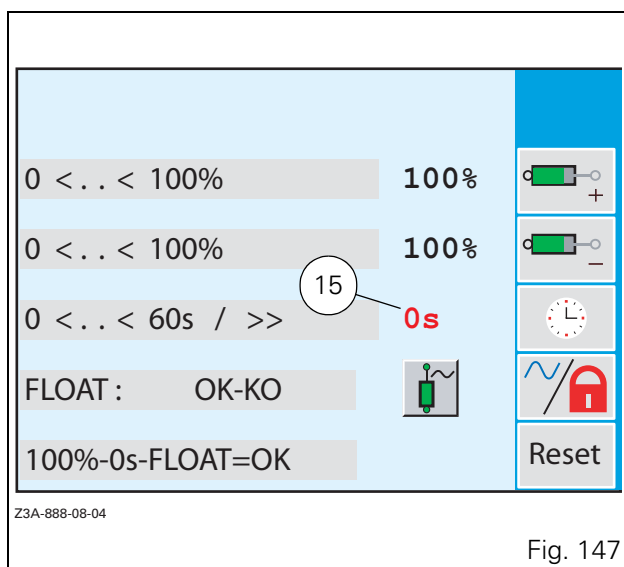 0 <..< 100% 100%
+
0 <..< 100% 100%
–
15
0 <..< 60s / >> 0s
FLOAT: OK-KO
100%-0s-FLOAT=OK Reset
Z3A-888-08-04
Fig. 147